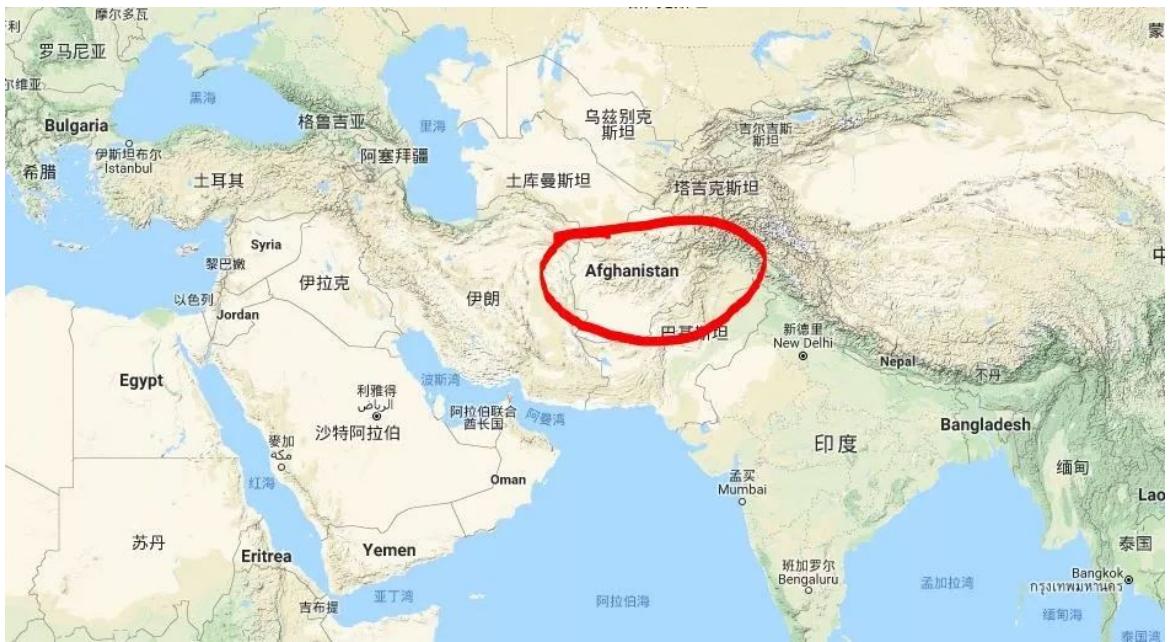 摩尔多瓦
罗马尼亚
黑海
Bulgaria
格鲁吉亚
里海
乌兹别克
斯坦
吉尔吉斯
斯坦
蒙
伊斯坦布尔
Istanbul
希腊
土耳其
阿塞拜疆
土库曼斯坦
塔吉克斯坦
Syria
黎巴嫩
伊拉克
伊朗
Afghanistan
中
以色列
Jordan
巴基斯坦
新德里
New Delhi
Nepal
不丹
Egypt
利雅得
الرياض
波斯湾
阿拉伯联合
酋长国
阿曼湾
沙特阿拉伯
麥加
مكة
红海
Oman
印度
Bangladesh
缅甸
孟买
Mumbai
Lao
苏丹
Eritrea
Yemen
泰国
班加罗尔
Bengaluru
Bangkok
กรุงเทพมหานคร
吉布提
亚丁湾
阿拉伯海
孟加拉湾
缅甸海
泰国湾